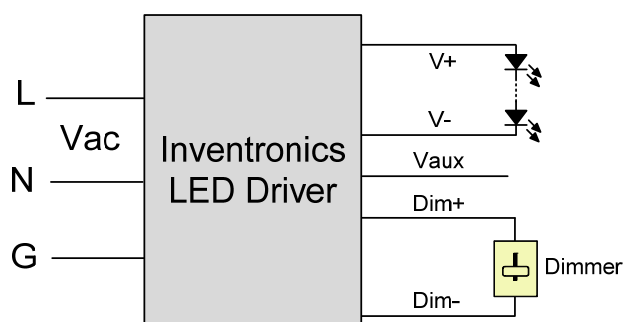 L
Vac
N
G
Inventronics
LED Driver
V+
V-
Vaux
Dim+
Dim-
Dimmer